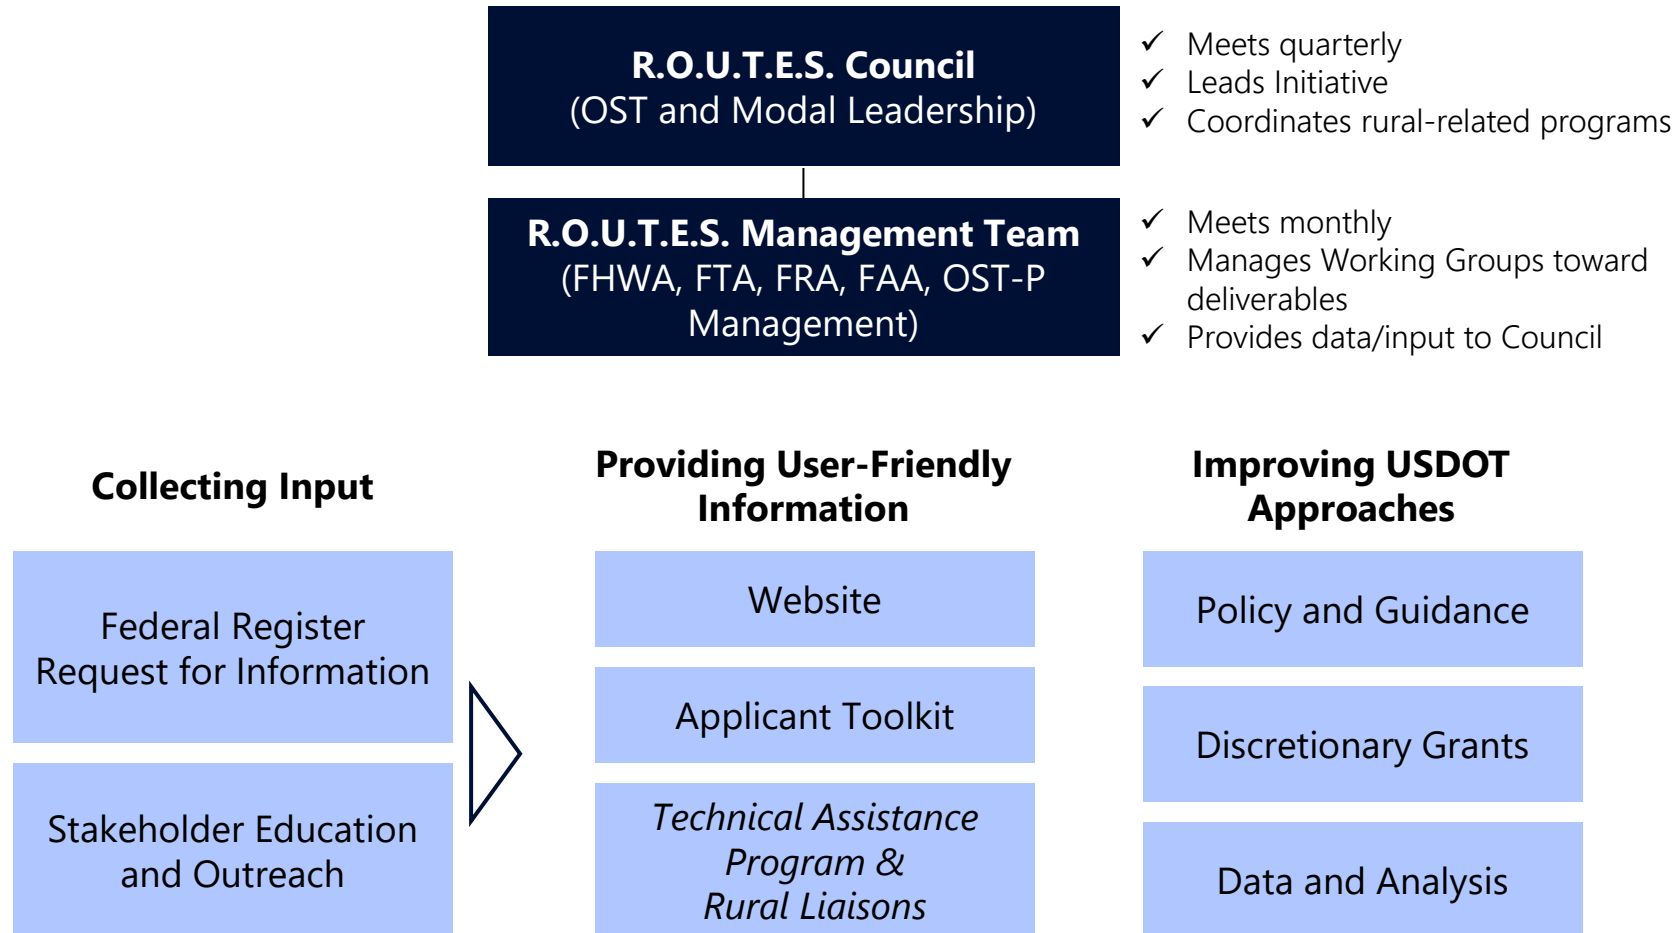 R.O.U.T.E.S. Council
(OST and Modal Leadership)
✓ Meets quarterly
✓ Leads Initiative
✓ Coordinates rural-related programs
R.O.U.T.E.S. Management Team
(FHWA, FTA, FRA, FAA, OST-P
Management)
✓ Meets monthly
✓ Manages Working Groups toward
deliverables
✓ Provides data/input to Council
Collecting Input
Federal Register
Request for Information
Stakeholder Education
and Outreach
Providing User-Friendly
Information
Website
Applicant Toolkit
Technical Assistance
Program &
Rural Liaisons
Improving USDOT
Approaches
Policy and Guidance
Discretionary Grants
Data and Analysis